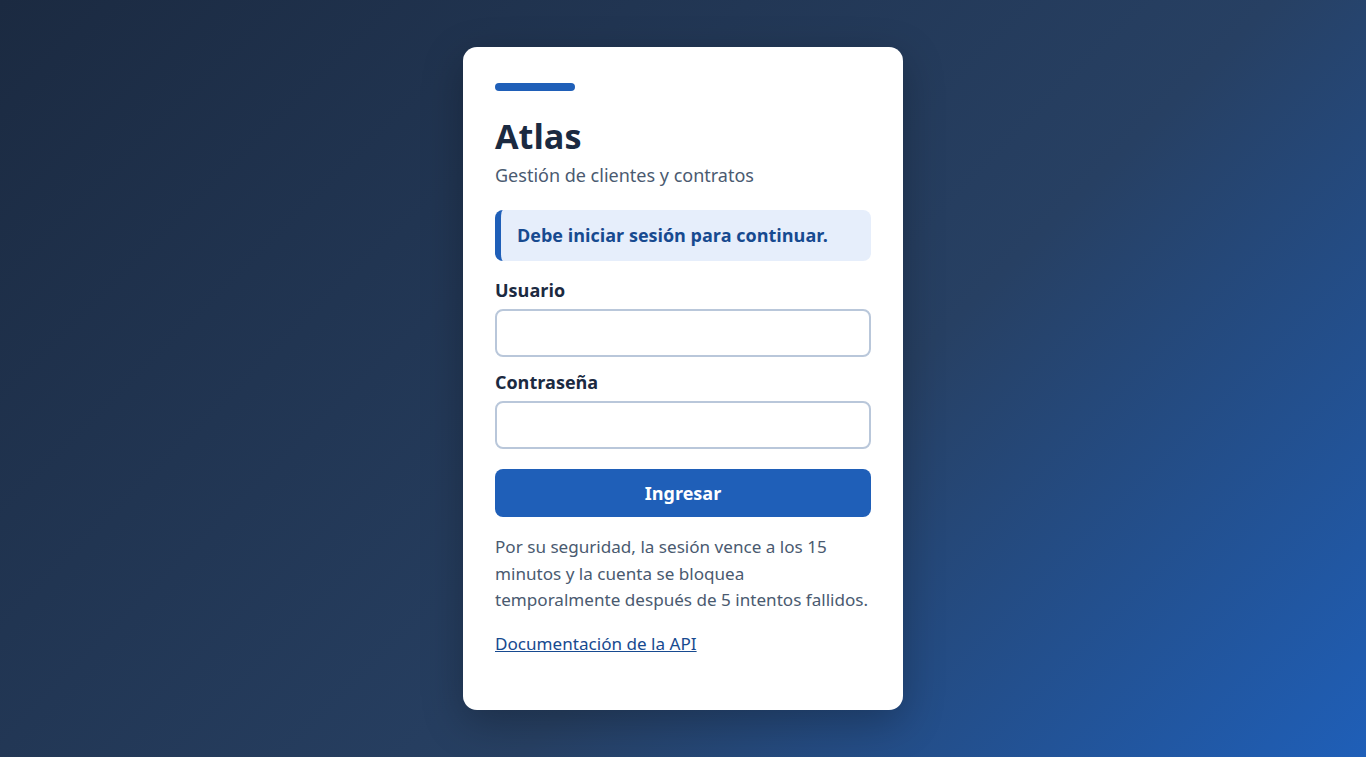 Atlas
Gestión de clientes y contratos
Debe iniciar sesión para continuar.
Usuario
Contraseña
Ingresar
Por su seguridad, la sesión vence a los 15
minutos y la cuenta se bloquea
temporalmente después de 5 intentos fallidos.
Documentación de la API